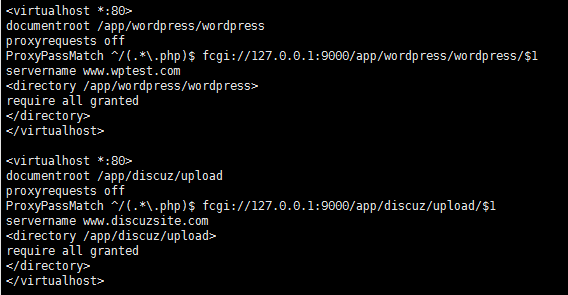 <virtualhost *:80>
documentroot /app/wordpress/wordpress
proxyrequests off
ProxyPassMatch ^/(.*\.php)$ fcgi://127.0.0.1:9000/app/wordpress/wordpress/$1
servername www.wptest.com
<directory /app/wordpress/wordpress>
require all granted
</directory>
</virtualhost>

<virtualhost *:80>
documentroot /app/discuz/upload
proxyrequests off
ProxyPassMatch ^/(.*\.php)$ fcgi://127.0.0.1:9000/app/discuz/upload/$1
servername www.discuzsite.com
<directory /app/discuz/upload>
require all granted
</directory>
</virtualhost>